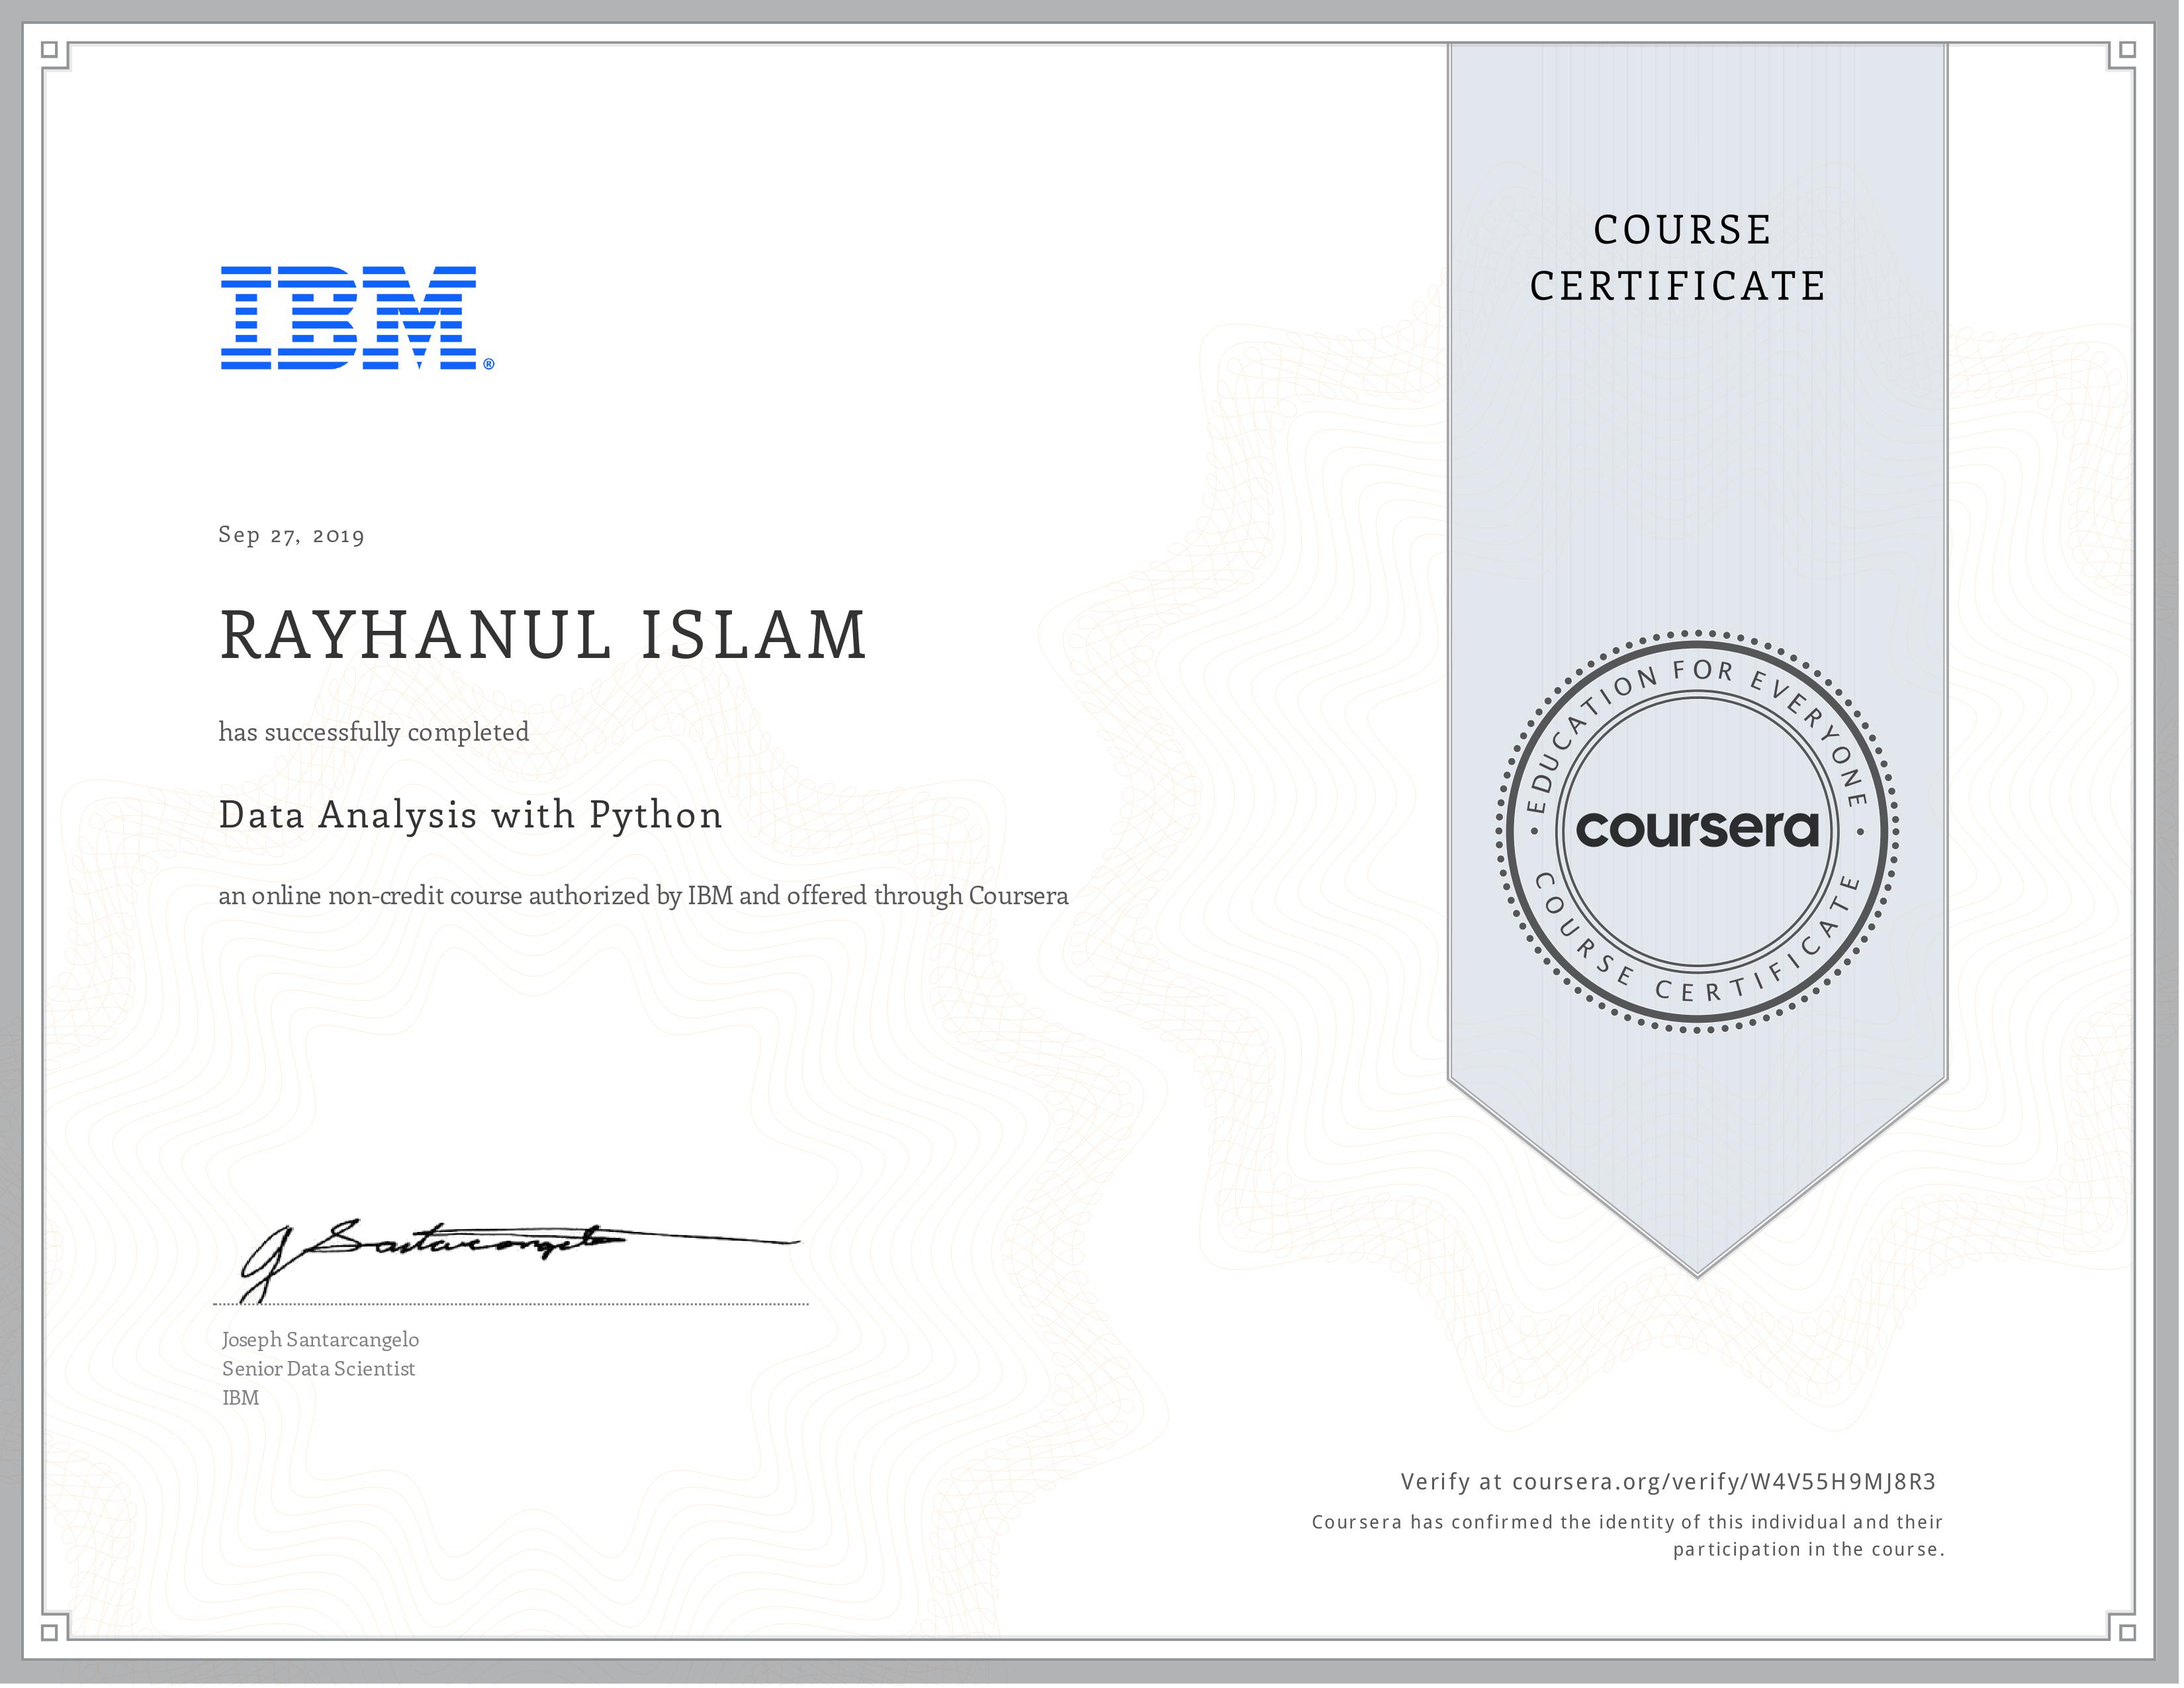 COURSE
CERTIFICATE
IBM®
Sep 27, 2019
RAYHANUL ISLAM
has successfully completed
Data Analysis with Python
an online non-credit course authorized by IBM and offered through Coursera
EDUCATION FOR EVERYONE
coursera
COURSE CERTIFICATE
J Santarcangelo
Joseph Santarcangelo
Senior Data Scientist
IBM
Verify at coursera.org/verify/W4V55H9MJ8R3
Coursera has confirmed the identity of this individual and their
participation in the course.